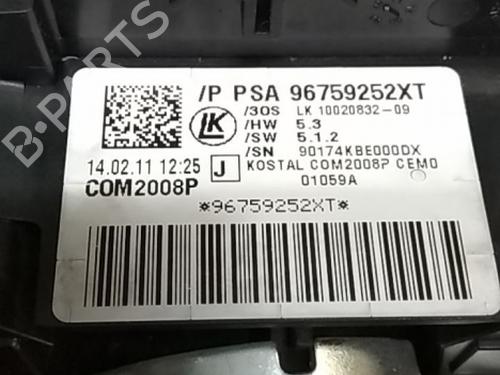 /P PSA 96759252XT
/3OS LK 10020832-09
/HW 5.3
/SW 5.1.2
/SN 90174KBE000DX
LK
14.02.11 12:25 J KOSTAL COM2008P CEM0
COM2008P 01059A
*96759252XT*
B-PARTS